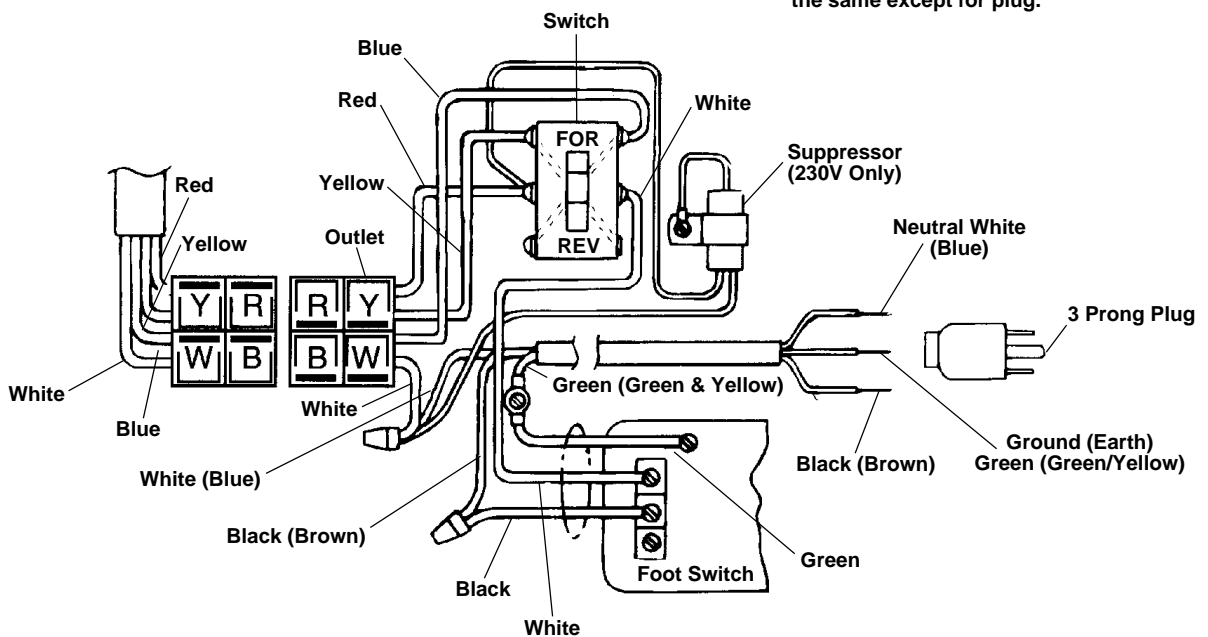 the same except for plug.
Switch
Blue
Red
White
FOR
Suppressor
(230V Only)
Red
Yellow
Neutral White
(Blue)
Yellow
Outlet
REV
Y R
R Y
3 Prong Plug
W B
B W
Green (Green & Yellow)
White
White
Blue
Ground (Earth)
Green (Green/Yellow)
Black (Brown)
White (Blue)
Black (Brown)
Green
Foot Switch
Black
White